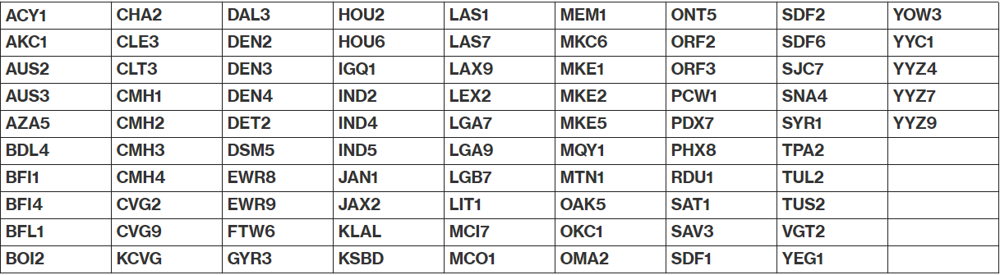 ACY1 CHA2 DAL3 HOU2 LAS1 MEM1 ONT5 SDF2 YOW3
AKC1 CLE3 DEN2 HOU6 LAS7 MKC6 ORF2 SDF6 YYC1
AUS2 CLT3 DEN3 IGQ1 LAX9 MKE1 ORF3 SJC7 YYZ4
AUS3 CMH1 DEN4 IND2 LEX2 MKE2 PCW1 SNA4 YYZ7
AZA5 CMH2 DET2 IND4 LGA7 MKE5 PDX7 SYR1 YYZ9
BDL4 CMH3 DSM5 IND5 LGA9 MQY1 PHX8 TPA2
BFI1 CMH4 EWR8 JAN1 LGB7 MTN1 RDU1 TUL2
BFI4 CVG2 EWR9 JAX2 LIT1 OAK5 SAT1 TUS2
BFL1 CVG9 FTW6 KLAL MCI7 OKC1 SAV3 VGT2
BOI2 KCVG GYR3 KSBD MCO1 OMA2 SDF1 YEG1